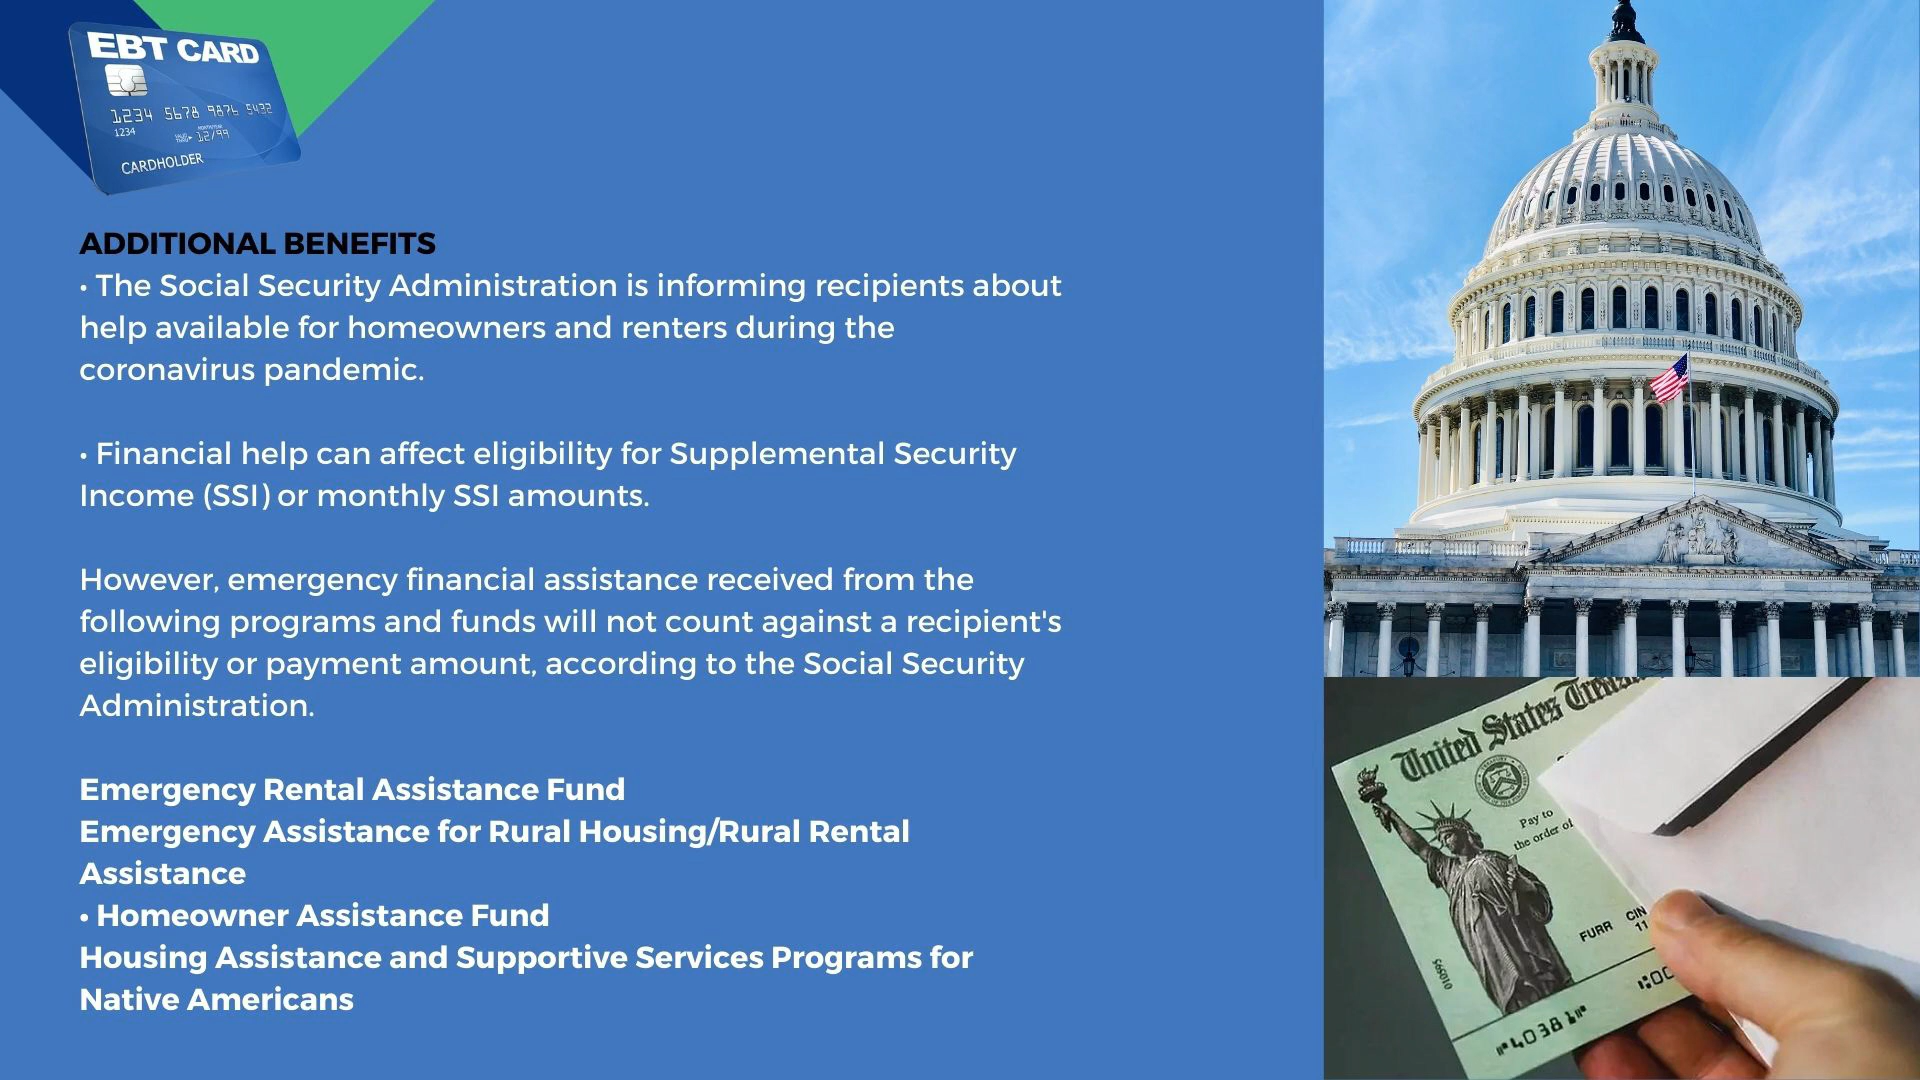 EBT CARD
1234 5678 9876 5432
1234
12/99
CARDHOLDER
ADDITIONAL BENEFITS
• The Social Security Administration is informing recipients about
help available for homeowners and renters during the
coronavirus pandemic.
• Financial help can affect eligibility for Supplemental Security
Income (SSI) or monthly SSI amounts.
However, emergency financial assistance received from the
following programs and funds will not count against a recipient's
eligibility or payment amount, according to the Social Security
Administration.
Emergency Rental Assistance Fund
Emergency Assistance for Rural Housing/Rural Rental
Assistance
• Homeowner Assistance Fund
Housing Assistance and Supportive Services Programs for
Native Americans
United States
Pay to
the order of
FURR CIN
11